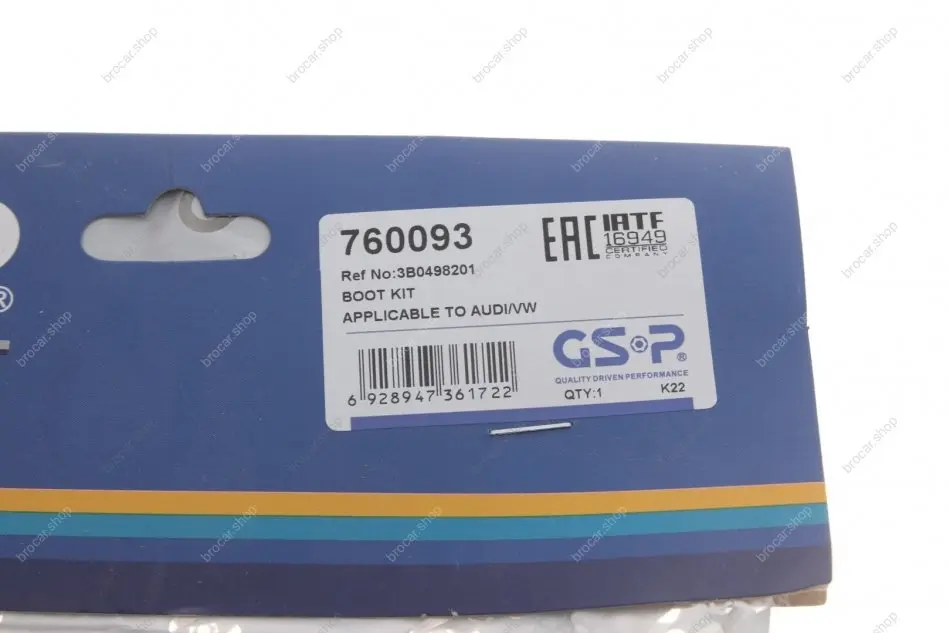 760093
EAC
IATF
16949
CERTIFIED
COMPANY
Ref No:3B0498201
BOOT KIT
APPLICABLE TO AUDI/VW
6 928947 361722
GSP®
QUALITY DRIVEN PERFORMANCE
QTY:1
K22
®
brocar.shop